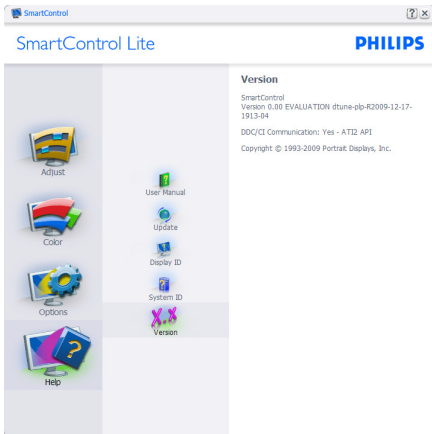 SmartControl
SmartControl Lite
PHILIPS
Adjust
Color
Options
Help
User Manual
Update
Display ID
System ID
Version
Version
SmartControl
Version 0.00 EVALUATION dtune-plp-R2009-12-17-
1913-04
DDC/CI Communication: Yes - ATI2 API
Copyright © 1993-2009 Portrait Displays, Inc.